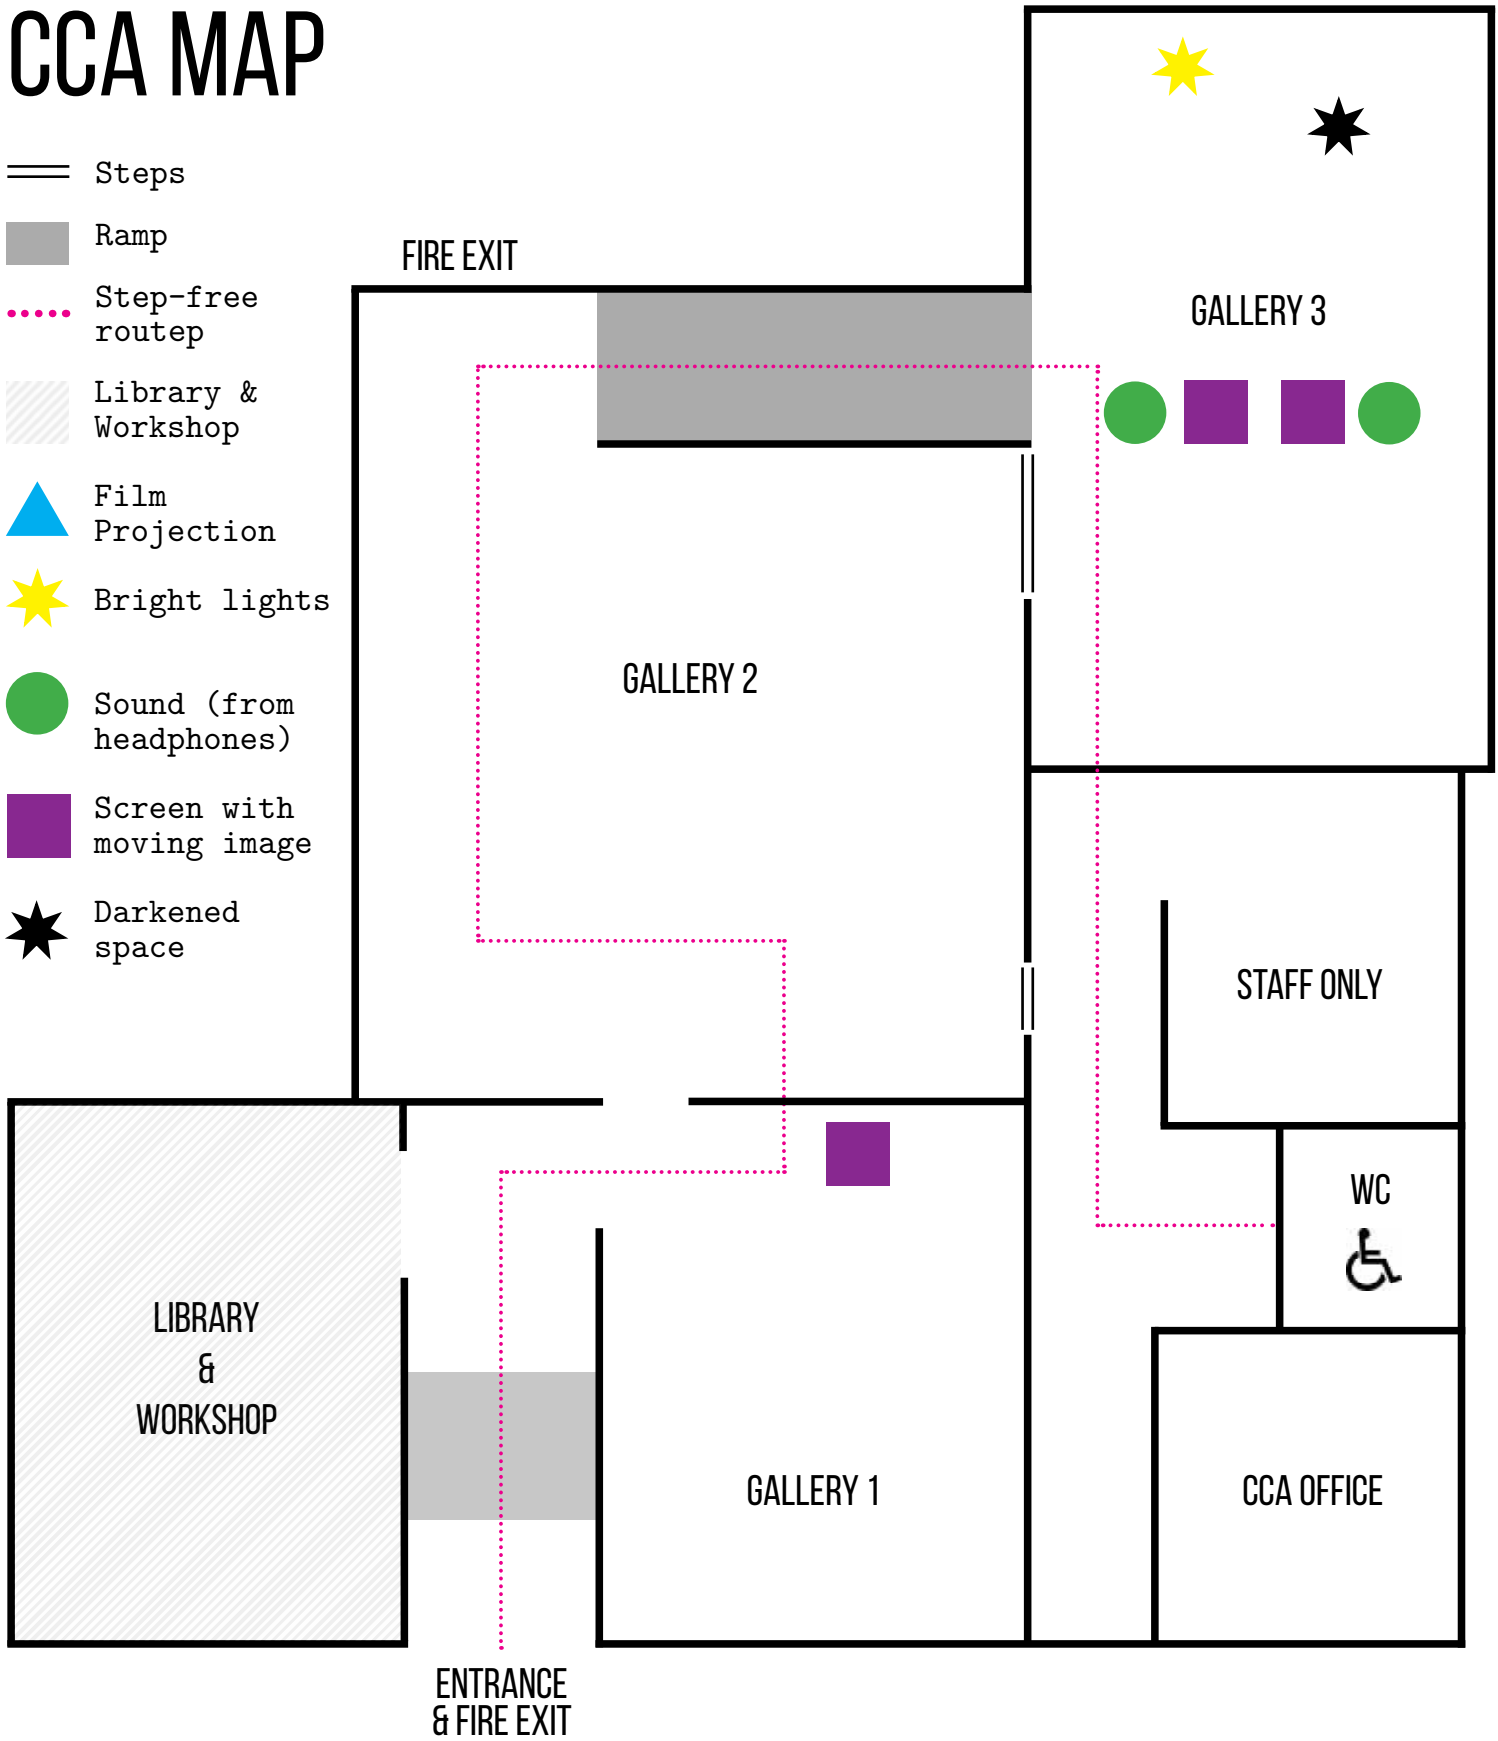 CCA MAP
Steps
Ramp
Step-free
routep
Library &
Workshop
Film
Projection
Bright lights
Sound (from
headphones)
Screen with
moving image
Darkened
space
FIRE EXIT
GALLERY 3
GALLERY 2
STAFF ONLY
WC
LIBRARY
&
WORKSHOP
GALLERY 1
CCA OFFICE
ENTRANCE
& FIRE EXIT